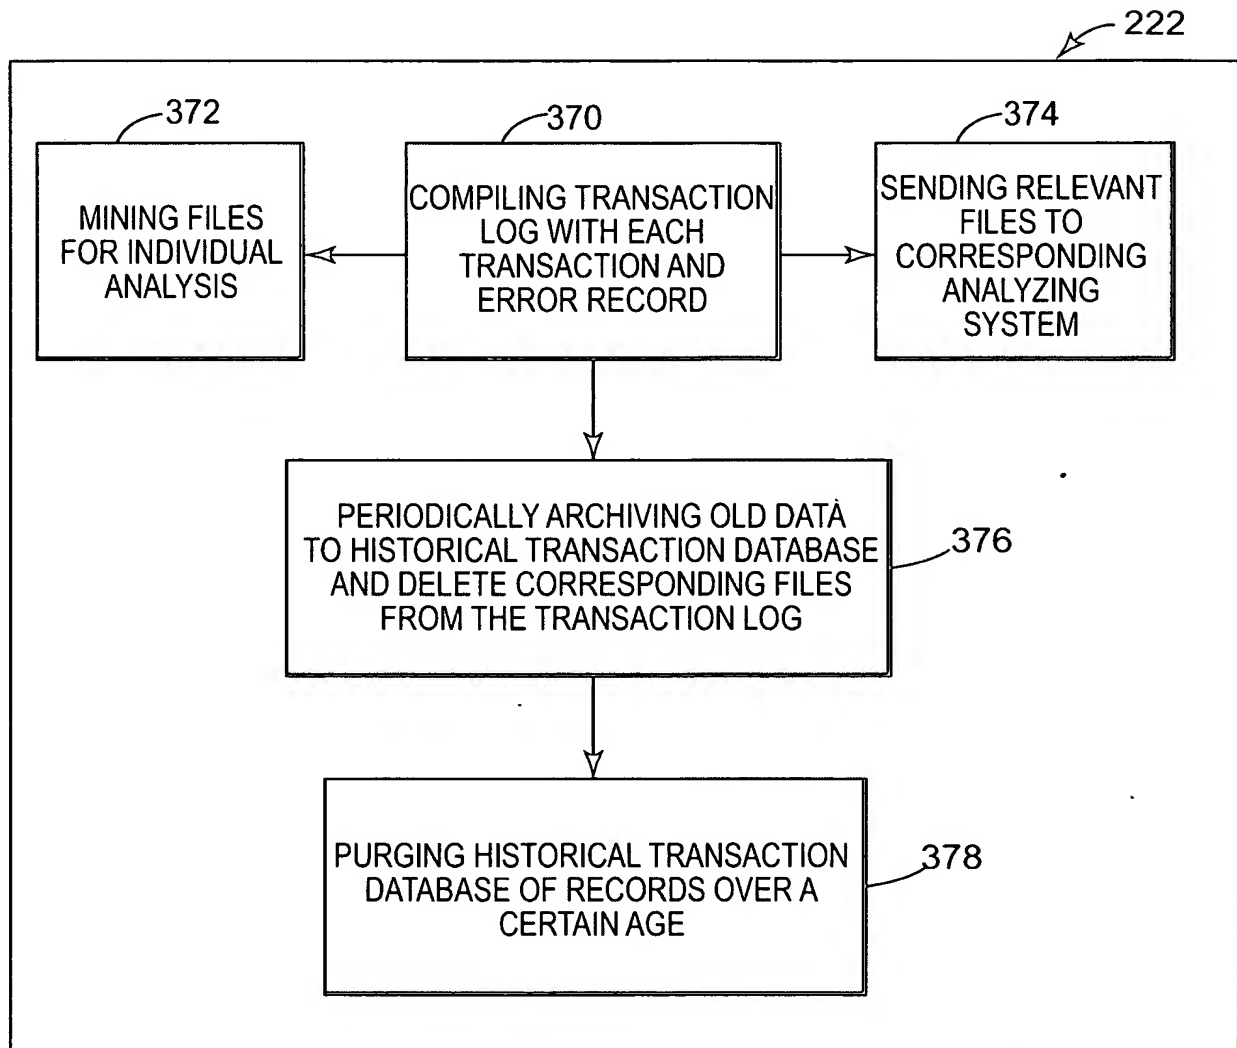 222
372
370
374
MINING FILES
FOR INDIVIDUAL
ANALYSIS
COMPILING TRANSACTION
LOG WITH EACH
TRANSACTION AND
ERROR RECORD
SENDING RELEVANT
FILES TO
CORRESPONDING
ANALYZING
SYSTEM
PERIODICALLY ARCHIVING OLD DATA
TO HISTORICAL TRANSACTION DATABASE
AND DELETE CORRESPONDING FILES
FROM THE TRANSACTION LOG
376
PURGING HISTORICAL TRANSACTION
DATABASE OF RECORDS OVER A
CERTAIN AGE
378